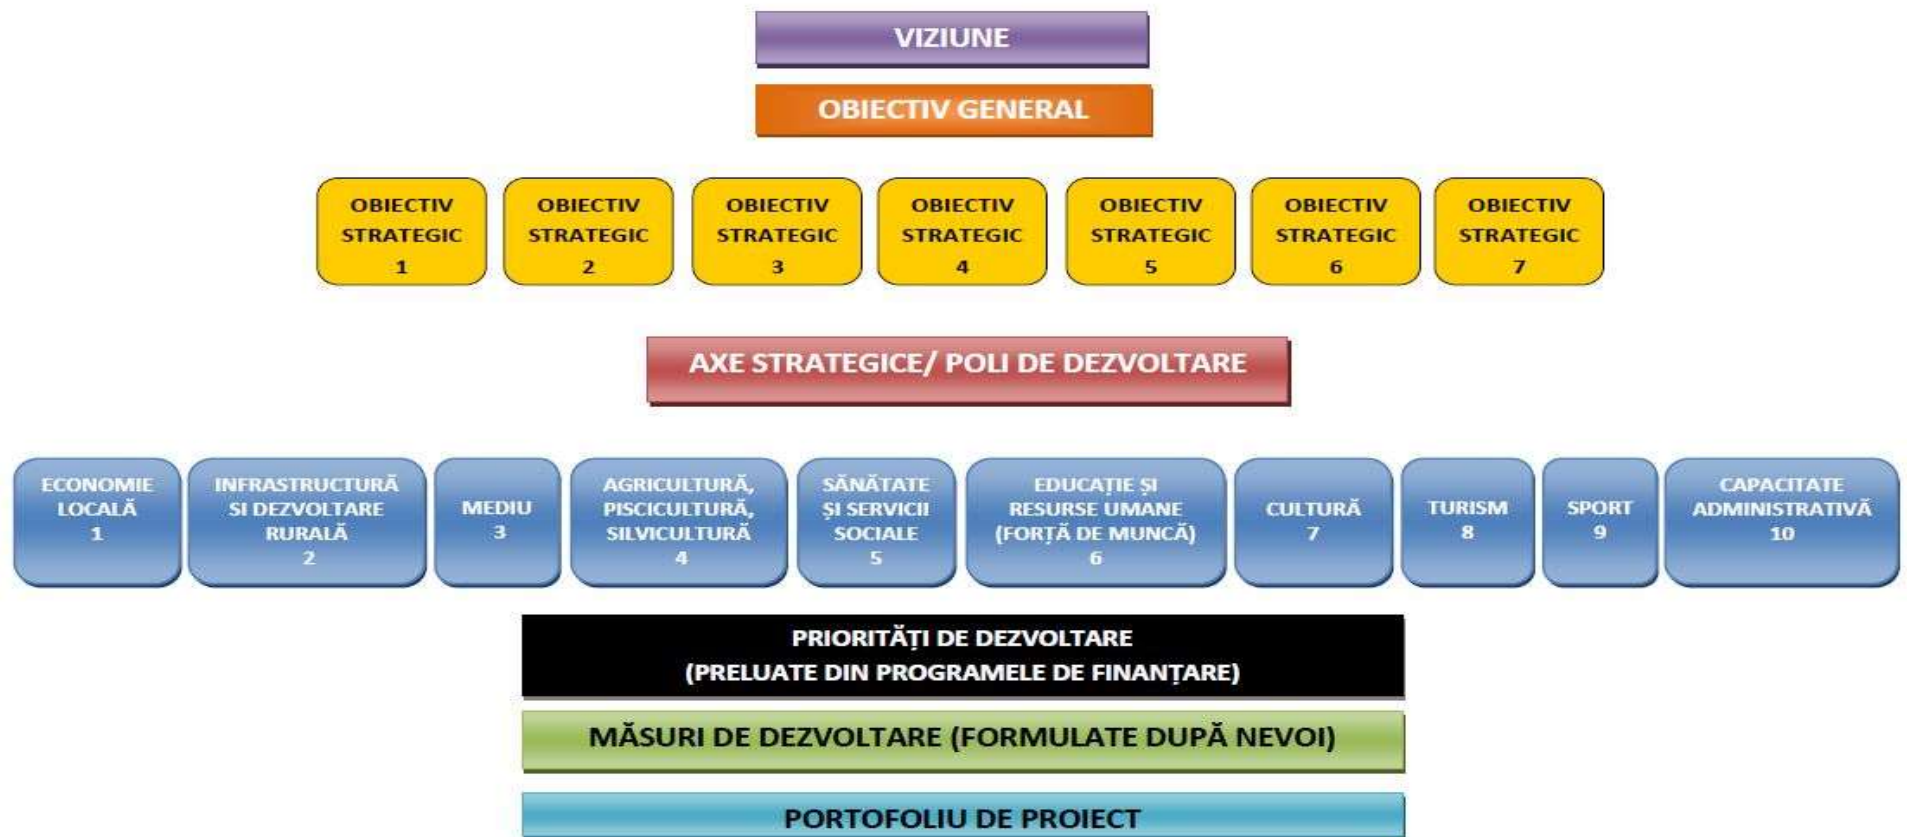 VIZIUNE
OBIECTIV GENERAL
OBIECTIV
STRATEGIC
1
OBIECTIV
STRATEGIC
2
OBIECTIV
STRATEGIC
3
OBIECTIV
STRATEGIC
4
OBIECTIV
STRATEGIC
5
OBIECTIV
STRATEGIC
6
OBIECTIV
STRATEGIC
7
AXE STRATEGICE/ POLI DE DEZVOLTARE
ECONOMIE
LOCALĂ
1
INFRASTRUCTURĂ
SI DEZVOLTARE
RURALĂ
2
MEDIU
3
AGRICULTURĂ,
PISCICULTURĂ,
SILVICULTURĂ
4
SĂNĂTATE
ȘI SERVICII
SOCIALE
5
EDUCAȚIE ȘI
RESURSE UMANE
(FORȚĂ DE MUNCĂ)
6
CULTURĂ
7
TURISM
8
SPORT
9
CAPACITATE
ADMINISTRATIVĂ
10
PRIORITĂȚI DE DEZVOLTARE
(PRELUATE DIN PROGRAMELE DE FINANȚARE)
MĂSURI DE DEZVOLTARE (FORMULATE DUPĂ NEVOI)
PORTOFOLIU DE PROIECT